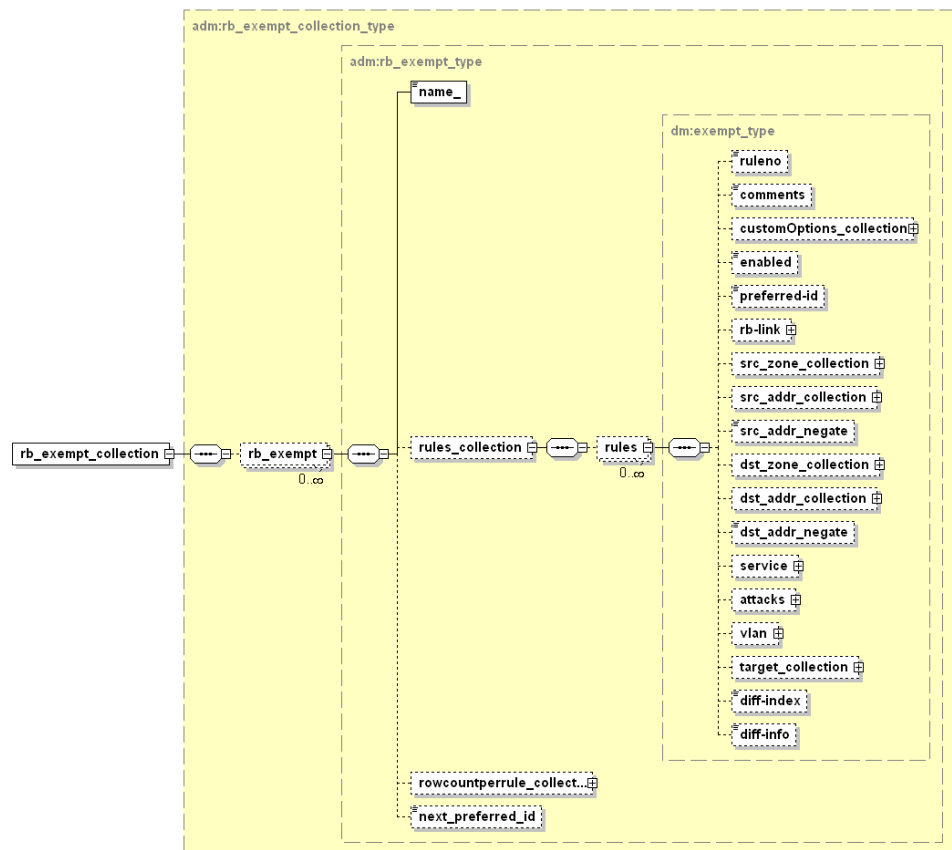 adm:rb_exempt_collection_type
adm:rb_exempt_type
name_
dm:exempt_type
ruleno
comments
customOptions_collection
enabled
preferred-id
rb-link
src_zone_collection
src_addr_collection
src_addr_negate
rb_exempt_collection
rb_exempt
0..∞
rules_collection
rules
0..∞
dst_zone_collection
dst_addr_collection
dst_addr_negate
service
attacks
vlan
target_collection
diff-index
diff-info
rowcountperrule_collect...
next_preferred_id